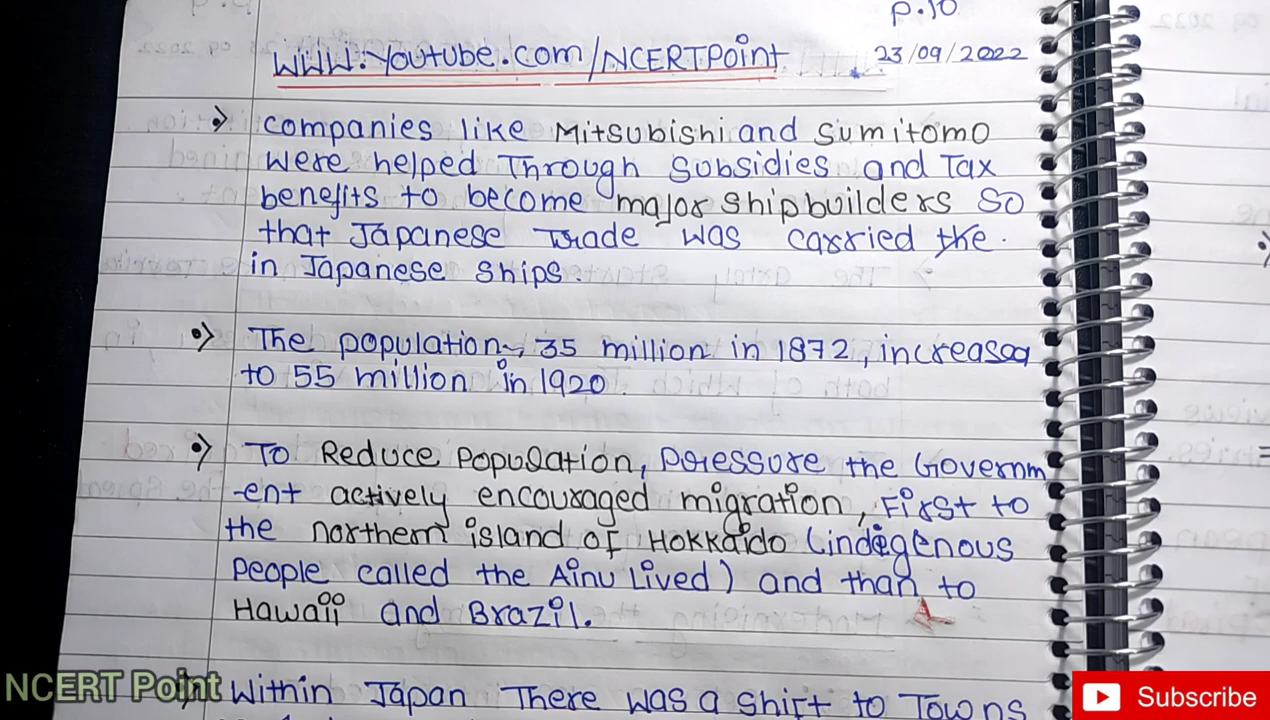 P.10
www.Youtube.com/NCERTPoint
23/09/2022
Companies like Mitsubishi and Sumitomo
were helped Through Subsidies and Tax
benefits to become major shipbuilders so
that Japanese Trade was carried the
in Japanese ships.
The population, 35 million in 1872, increased
to 55 million in 1920
To Reduce Population, pressure the Governm
-ent actively encouraged migration, First to
the northern island of Hokkaido (indegenous
People called the Ainu Lived) and than to
Hawaii and Brazil.
Within Japan There was a shift to Towns
NCERT Point
Subscribe